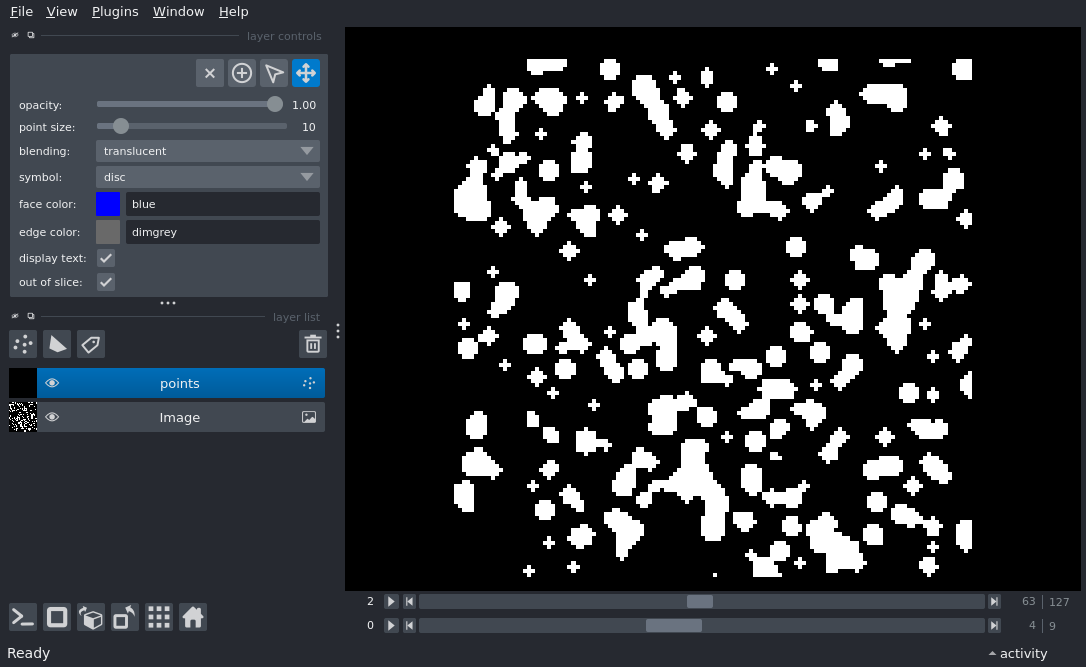 File View Plugins Window Help
layer controls
opacity: 1.00
point size: 10
blending: translucent
symbol: disc
face color: blue
edge color: dimgrey
display text:
out of slice:
layer list
points
Image
2 63 127
0 4 9
Ready activity